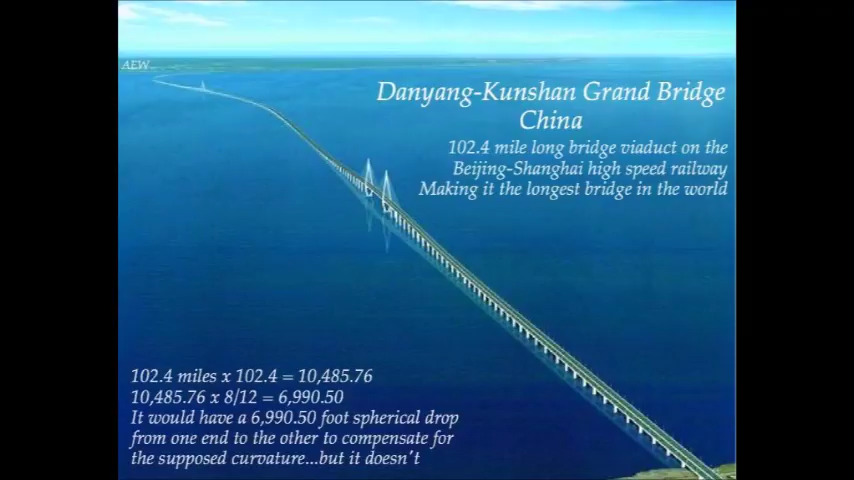 AEW
Danyang-Kunshan Grand Bridge
China
102.4 mile long bridge viaduct on the
Beijing-Shanghai high speed railway
Making it the longest bridge in the world
102.4 miles x 102.4 = 10,485.76
10,485.76 x 8/12 = 6,990.50
It would have a 6,990.50 foot spherical drop
from one end to the other to compensate for
the supposed curvature...but it doesn't